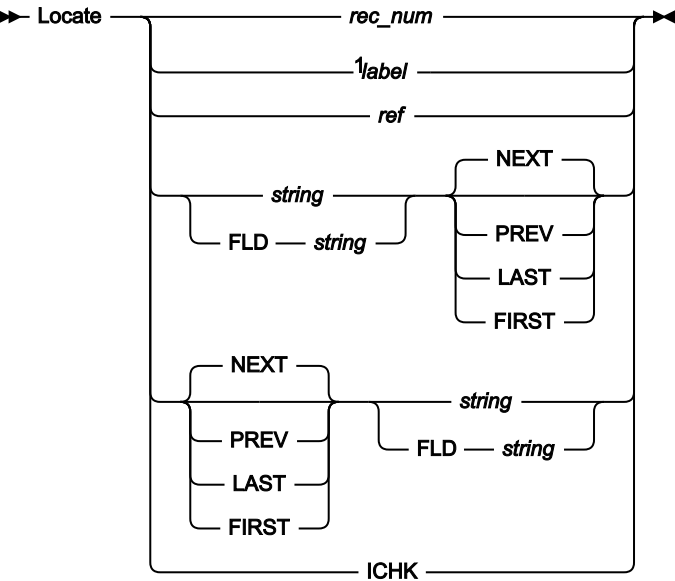 Locate rec_num
1label
ref
NEXT
string
FLD string
PREV
LAST
FIRST
NEXT
string
PREV
FLD string
LAST
FIRST
ICHK